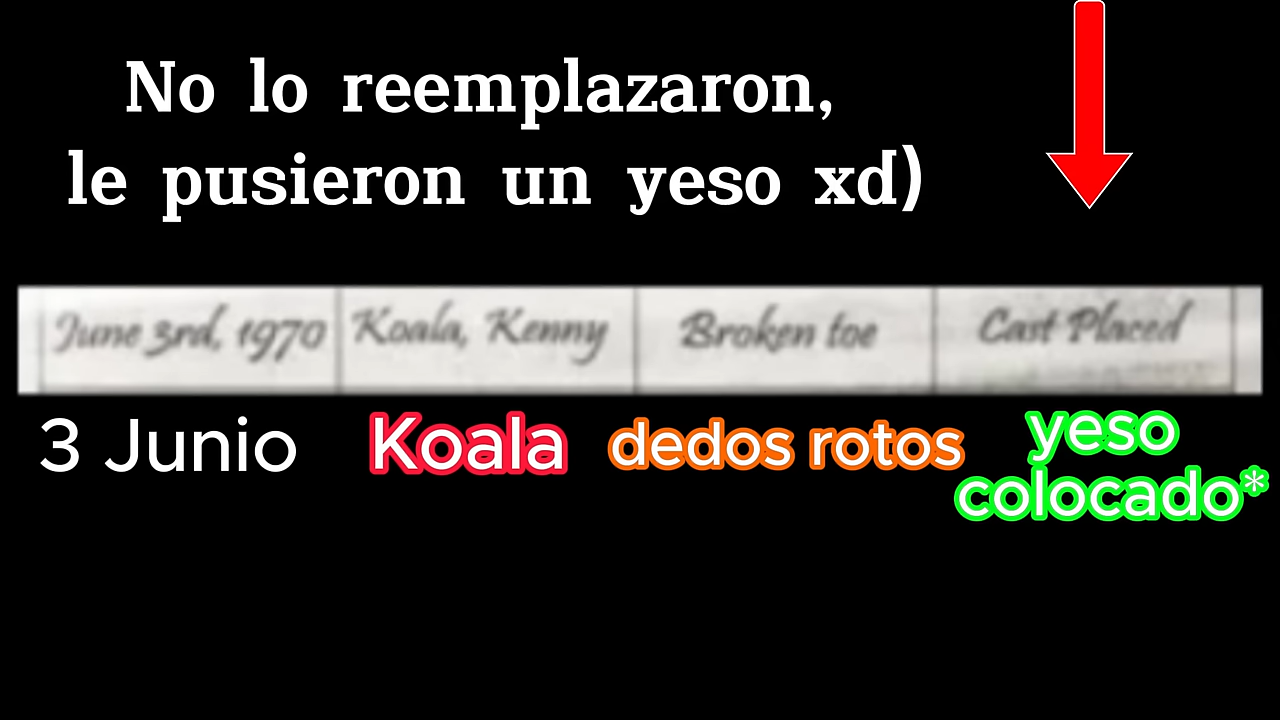 No lo reemplazaron,
le pusieron un yeso xd)
June 3rd, 1970 Koala, Kenny Broken toe Cast Placed
3 Junio Koala dedos rotos yeso
colocado*